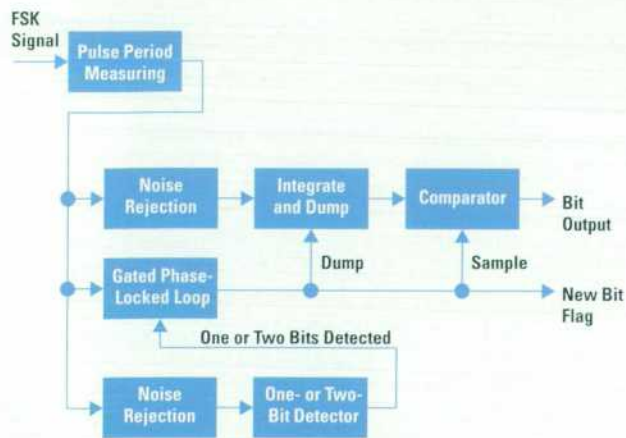 FSK
Signal
Pulse Period
Measuring
Noise
Rejection
Integrate
and Dump
Comparator
Bit
Output
Dump
Sample
Gated Phase-
Locked Loop
New Bit
Flag
One or Two Bits Detected
Noise
Rejection
One- or Two-
Bit Detector